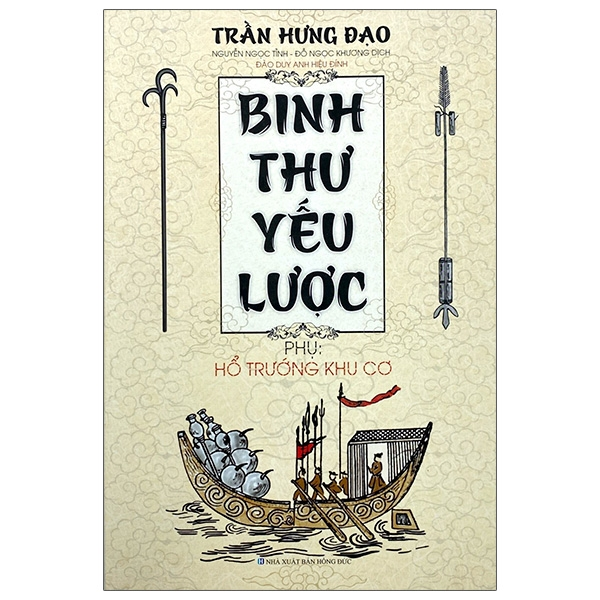 TRẦN HƯNG ĐẠO
NGUYỄN NGỌC TỈNH - ĐỖ NGỌC KHƯƠNG DỊCH
ĐÀO DUY ANH HIỆU ĐÍNH
BINH
THƯ
YẾU
LƯỢC
PHỤ:
HỔ TRƯỚNG KHU CƠ
NHÀ XUẤT BẢN HỒNG ĐỨC